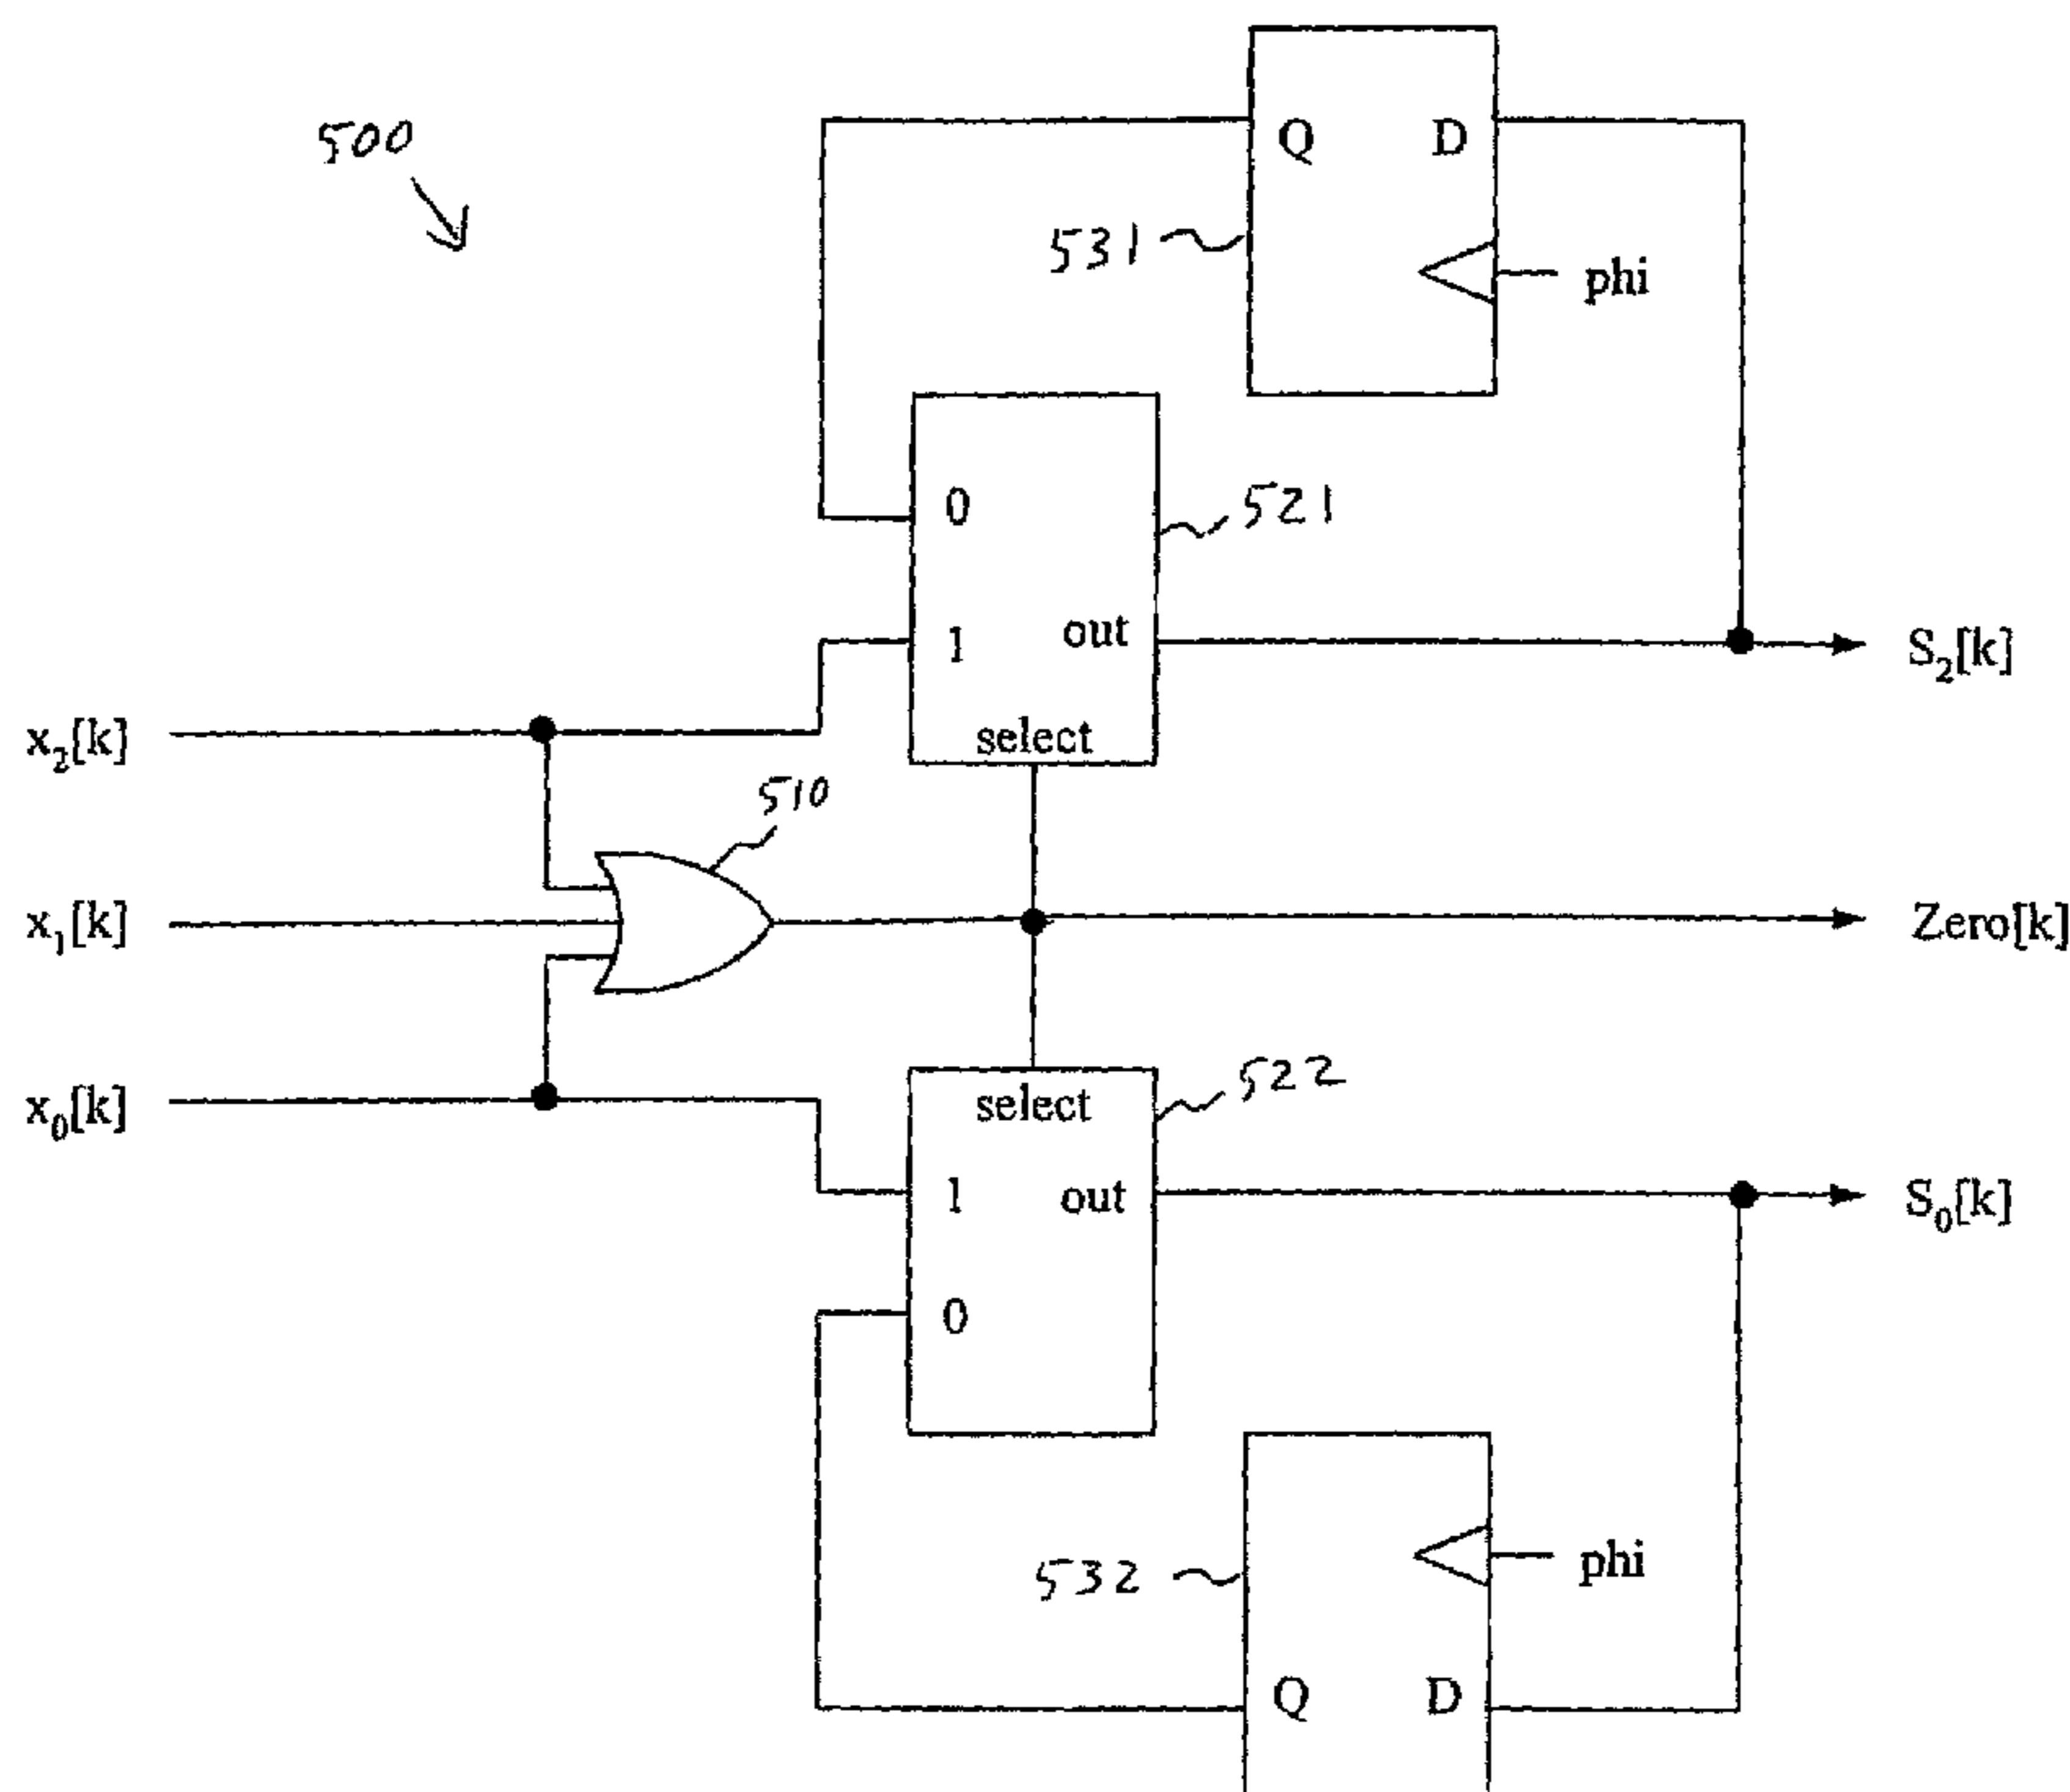 500
Q D
531
phi
0
521
1 out
S₂[k]
x₂[k]
select
510
x₁[k]
Zero[k]
x₀[k]
select
522
1 out
S₀[k]
0
532
phi
Q D